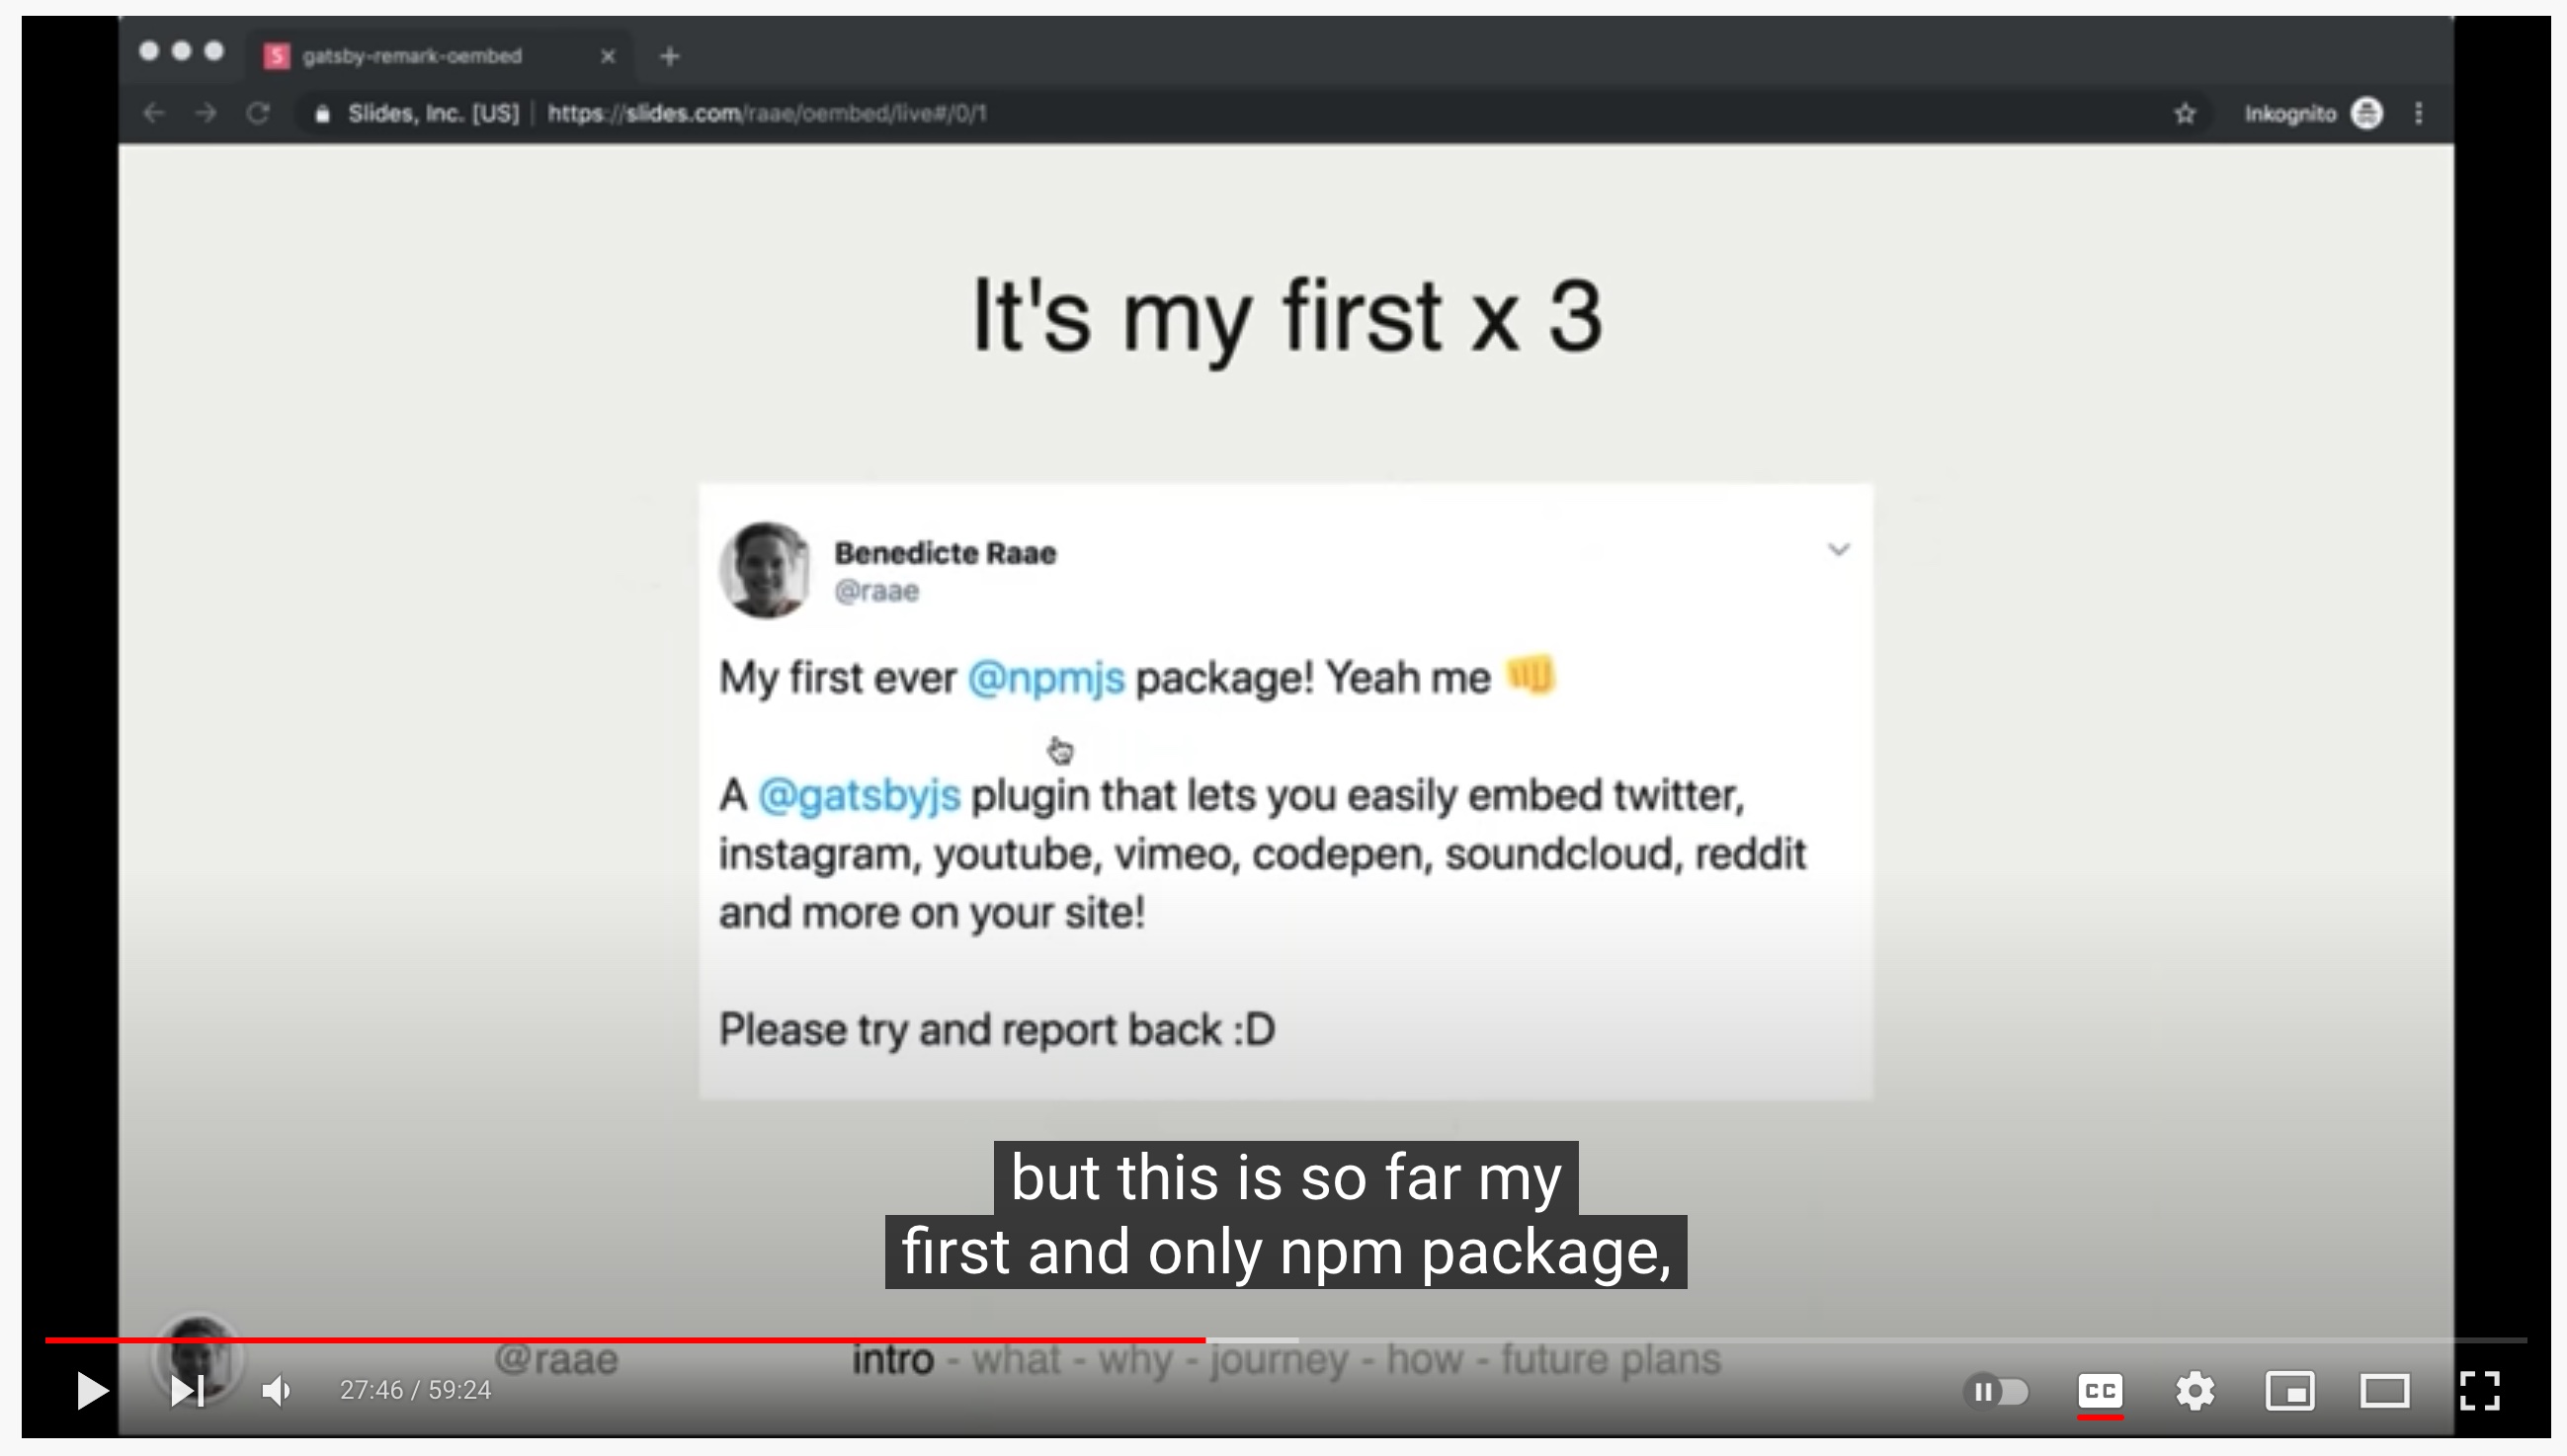 gatsby-remark-oembed
Slides, Inc. [US] | https://slides.com/raae/oembed/live#/0/1
Inkognito
It's my first x 3
Benedicte Raae
@raae
My first ever @npmjs package! Yeah me 👊
A @gatsbyjs plugin that lets you easily embed twitter,
instagram, youtube, vimeo, codepen, soundcloud, reddit
and more on your site!
Please try and report back :D
but this is so far my
first and only npm package,
@raae
intro - what - why - journey - how - future plans
27:46 / 59:24
CC